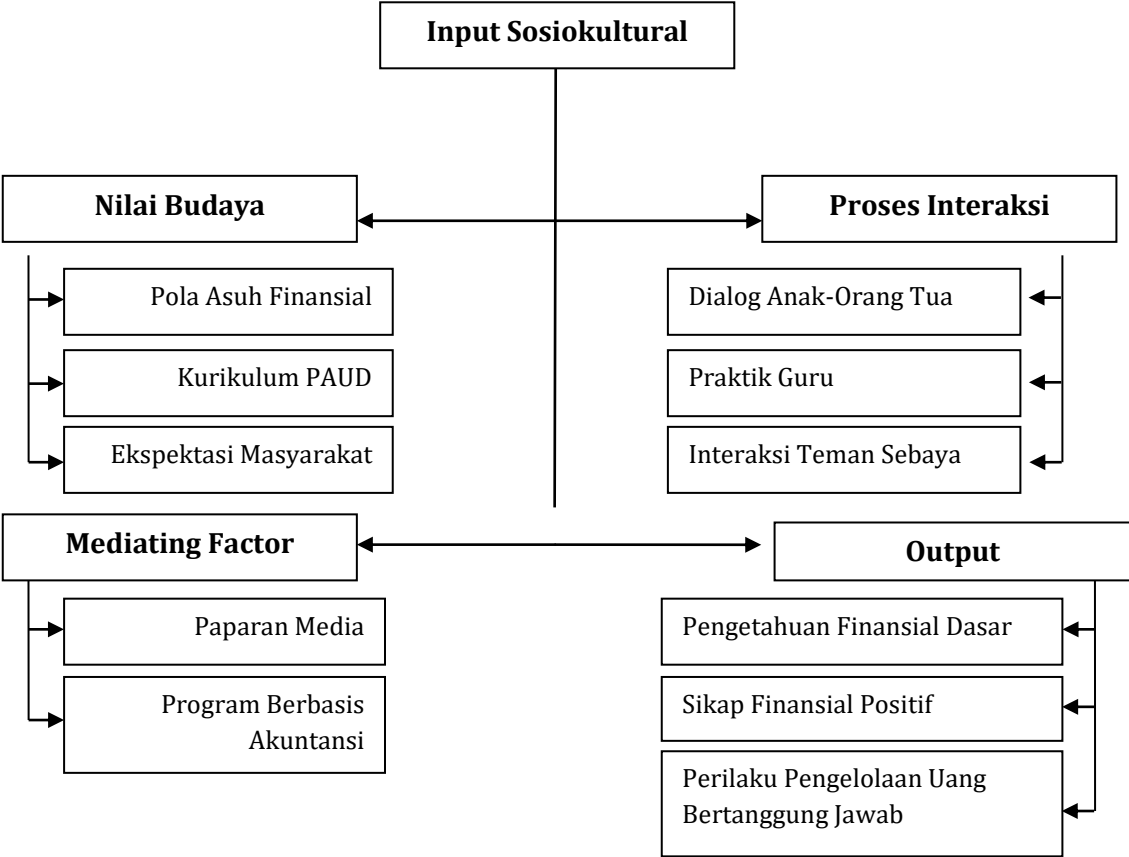 Input Sosiokultural
Nilai Budaya
Pola Asuh Finansial
Kurikulum PAUD
Ekspektasi Masyarakat
Proses Interaksi
Dialog Anak-Orang Tua
Praktik Guru
Interaksi Teman Sebaya
Mediating Factor
Paparan Media
Program Berbasis
Akuntansi
Output
Pengetahuan Finansial Dasar
Sikap Finansial Positif
Perilaku Pengelolaan Uang
Bertanggung Jawab